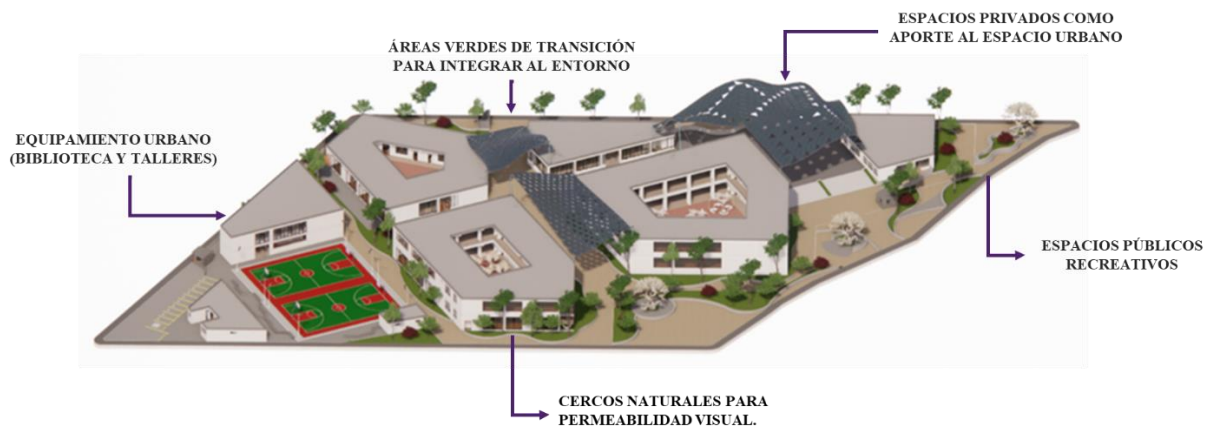 ESPACIOS PRIVADOS COMO
APORTE AL ESPACIO URBANO
ÁREAS VERDES DE TRANSICIÓN
PARA INTEGRAR AL ENTORNO
EQUIPAMIENTO URBANO
(BIBLIOTECA Y TALLERES)
ESPACIOS PÚBLICOS
RECREATIVOS
CERCOS NATURALES PARA
PERMEABILIDAD VISUAL.